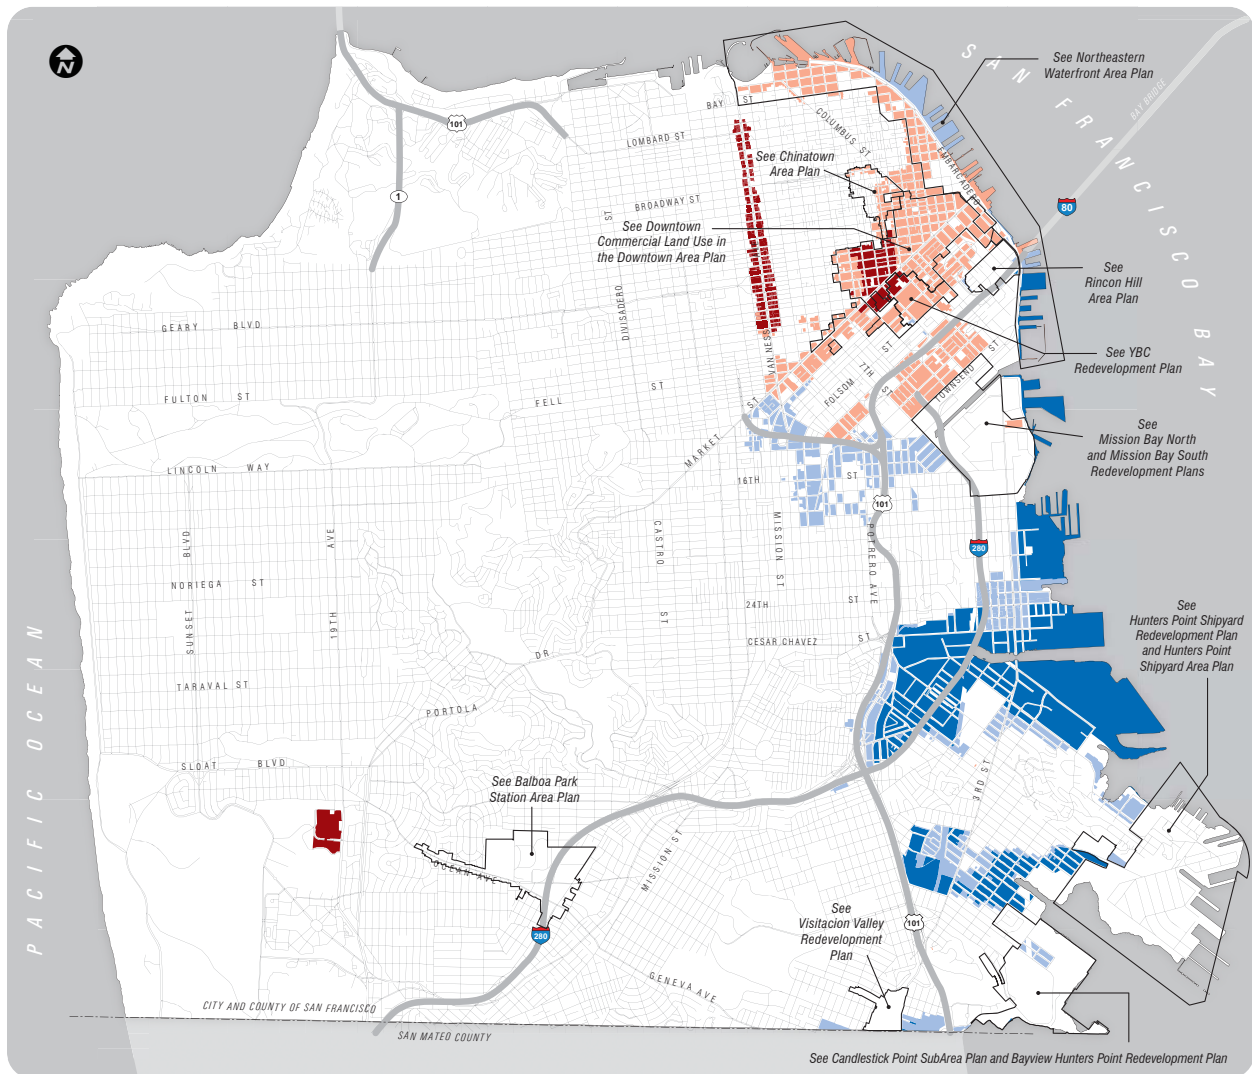 N
SAN FRANCISCO BAY
BAY BRIDGE
See Northeastern
Waterfront Area Plan
101
1
80
BAY ST
LOMBARD ST
COLUMBUS ST
EMBARCADERO
See Chinatown
Area Plan
BROADWAY ST
See Downtown
Commercial Land Use in
the Downtown Area Plan
See
Rincon Hill
Area Plan
GEARY BLVD
DIVISADERO
ST
VAN NESS
See YBC
Redevelopment Plan
FULTON ST
FELL ST
FOLSOM ST
7TH ST
TOWNSEND ST
See
Mission Bay North
and Mission Bay South
Redevelopment Plans
MARKET ST
LINCOLN WAY
16TH ST
101
280
SUNSET BLVD
19TH AVE
CASTRO ST
MISSION ST
POTRERO AVE
NORIEGA ST
24TH ST
CESAR CHAVEZ ST
See
Hunters Point Shipyard
Redevelopment Plan
and Hunters Point
Shipyard Area Plan
PACIFIC OCEAN
TARAVAL ST
PORTOLA DR
SLOAT BLVD
3RD ST
See Balboa Park
Station Area Plan
OCEAN AVE
MISSION ST
280
101
See
Visitacion Valley
Redevelopment
Plan
GENEVA AVE
CITY AND COUNTY OF SAN FRANCISCO
SAN MATEO COUNTY
See Candlestick Point SubArea Plan and Bayview Hunters Point Redevelopment Plan